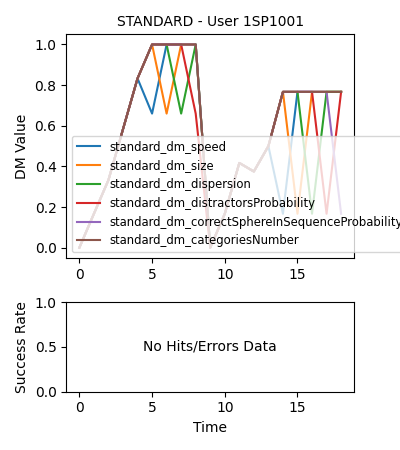 STANDARD - User 1SP1001
DM Value
1.0
0.8
0.6
0.4
0.2
0.0
standard_dm_speed
standard_dm_size
standard_dm_dispersion
standard_dm_distractorsProbability
standard_dm_correctSphereInSequenceProbability
standard_dm_categoriesNumber
0 5 10 15
Success Rate
1.0
0.5
0.0
No Hits/Errors Data
0 5 10 15
Time